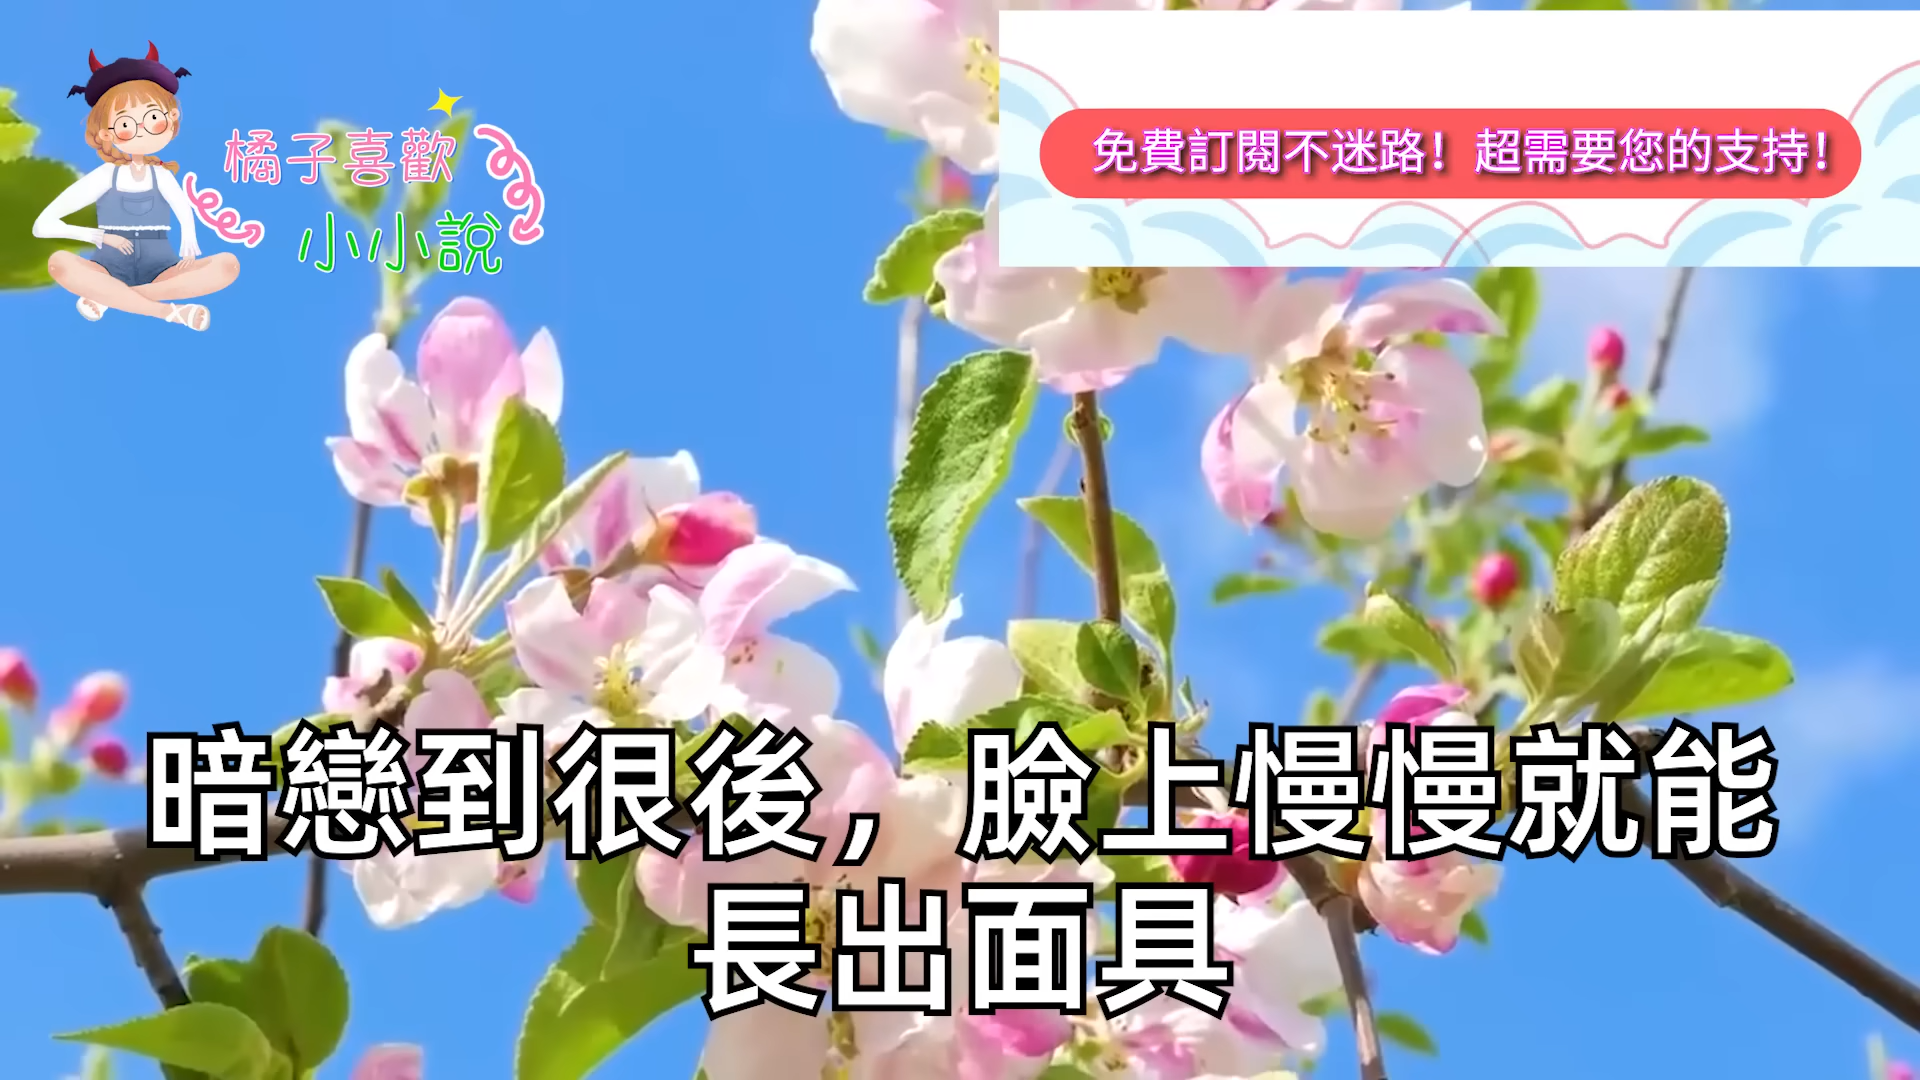 橘子喜歡
小小說
免費訂閱不迷路！超需要您的支持！
暗戀到很後，臉上慢慢就能
長出面具